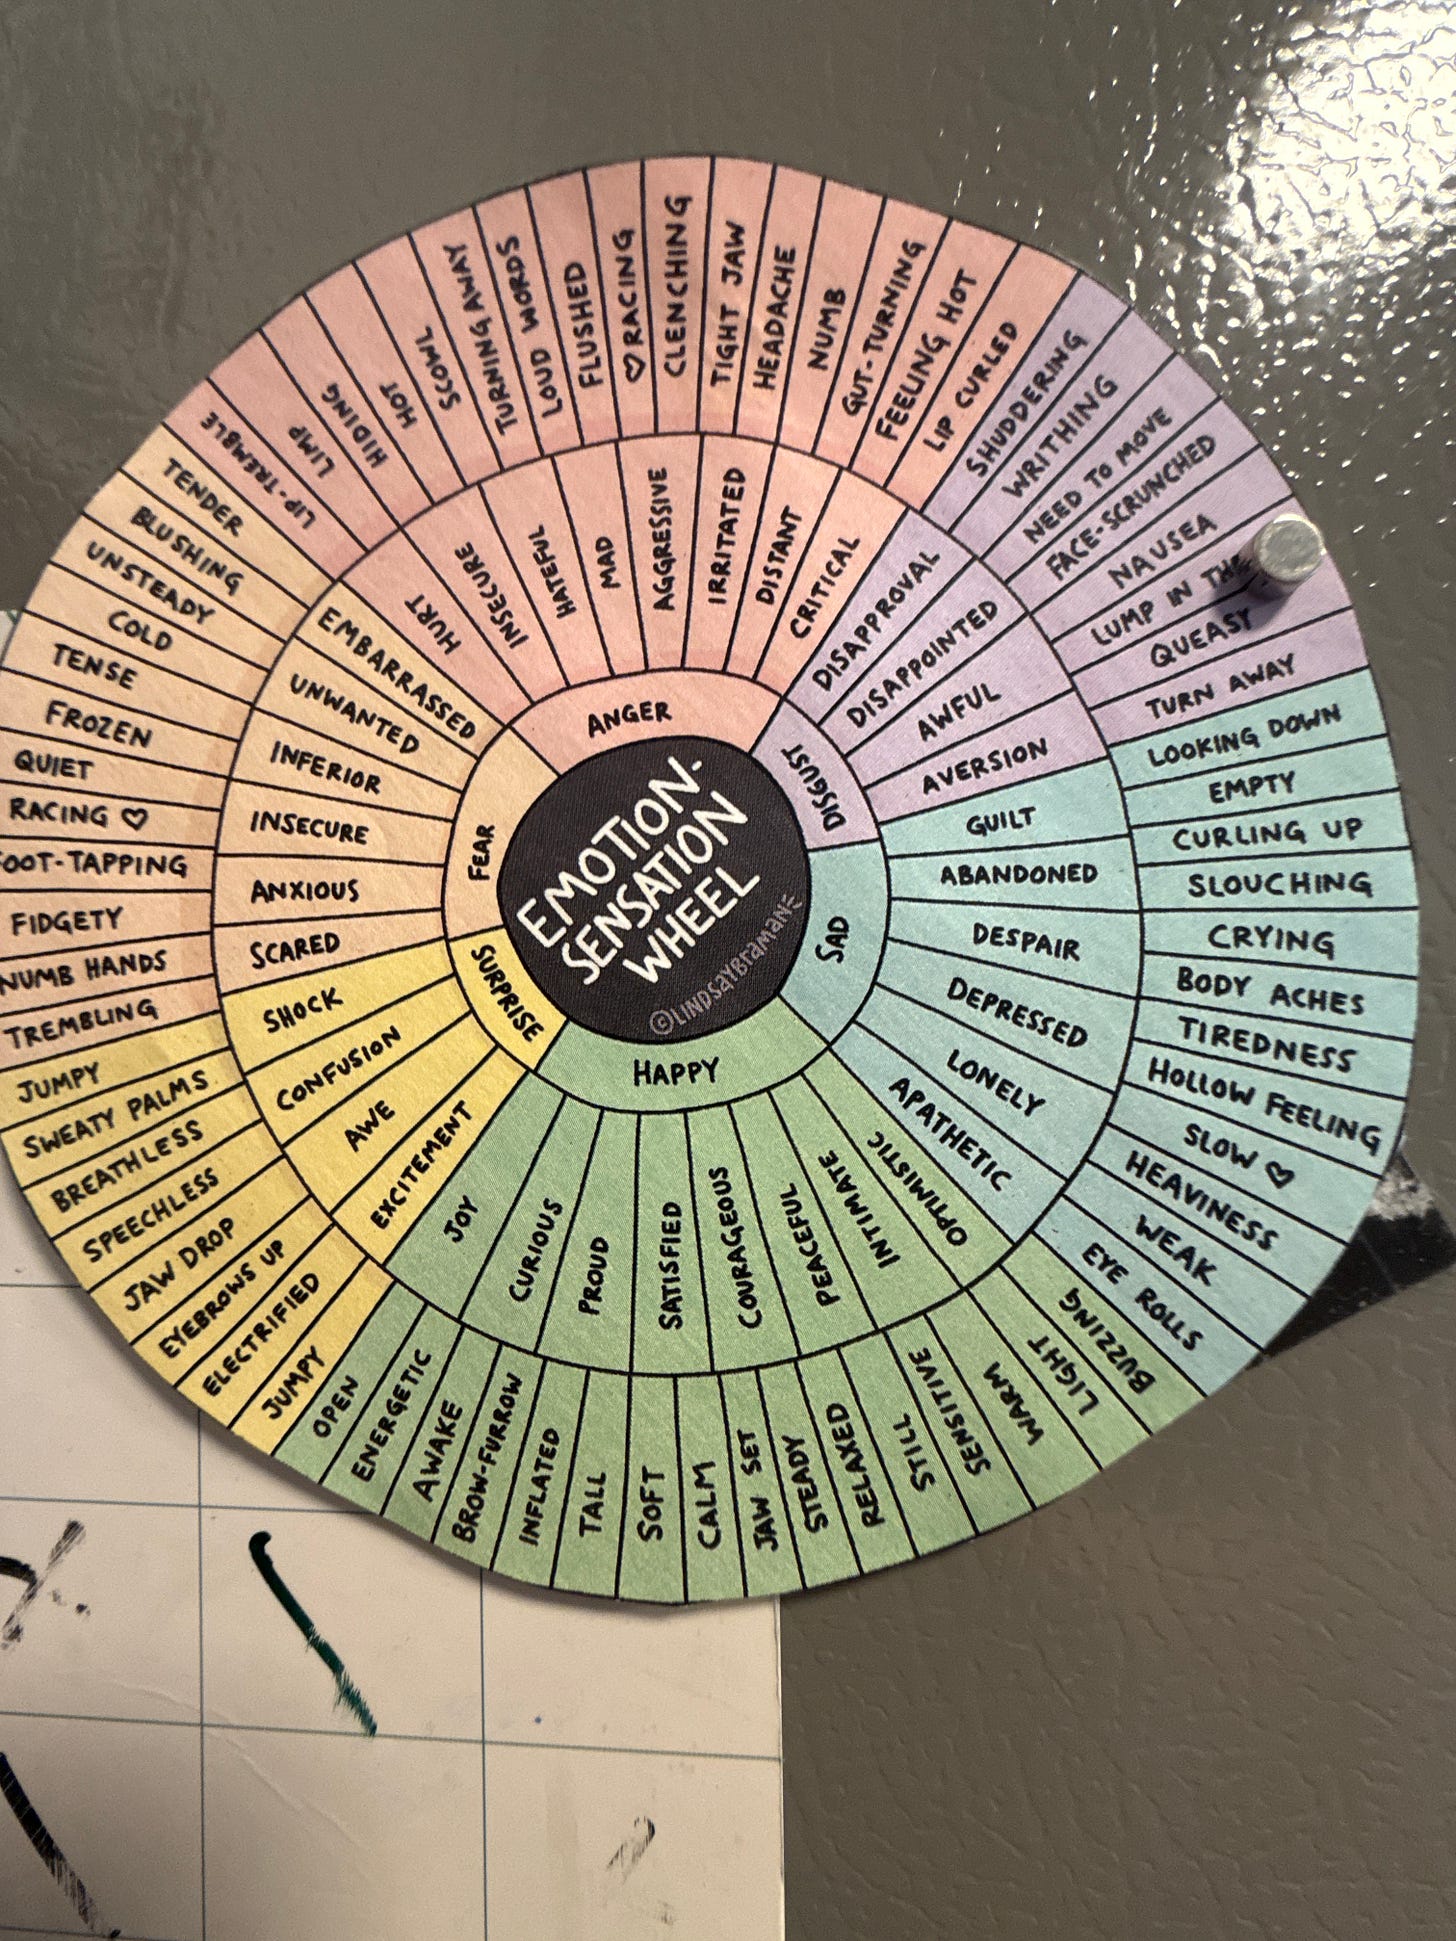 EMOTION-
SENSATION
WHEEL
©LINDSAYBRAMAN
ANGER
HURT
INSECURE
HATEFUL
MAD
AGGRESSIVE
IRRITATED
DISTANT
CRITICAL
LIP-TREMBLE
LIMP
HIDING
HOT
SCOWL
TURNING AWAY
LOUD WORDS
FLUSHED
♡ RACING
CLENCHING
TIGHT JAW
HEADACHE
NUMB
GUT-TURNING
FEELING HOT
LIP CURLED
DISGUST
DISAPPROVAL
DISAPPOINTED
AWFUL
AVERSION
SHUDDERING
WRITHING
NEED TO MOVE
FACE-SCRUNCHED
NAUSEA
LUMP IN THE
QUEASY
TURN AWAY
SAD
GUILT
ABANDONED
DESPAIR
DEPRESSED
LONELY
APATHETIC
LOOKING DOWN
EMPTY
CURLING UP
SLOUCHING
CRYING
BODY ACHES
TIREDNESS
HOLLOW FEELING
SLOW ♡
HEAVINESS
WEAK
EYE ROLLS
HAPPY
OPTIMISTIC
INTIMATE
PEACEFUL
COURAGEOUS
SATISFIED
PROUD
CURIOUS
JOY
BUZZING
LIGHT
WARM
SENSITIVE
STILL
RELAXED
STEADY
JAW SET
CALM
SOFT
TALL
INFLATED
BROW-FURROW
AWAKE
ENERGETIC
OPEN
SURPRISE
EXCITEMENT
AWE
CONFUSION
SHOCK
JUMPY
ELECTRIFIED
EYEBROWS UP
JAW DROP
SPEECHLESS
BREATHLESS
SWEATY PALMS
JUMPY
FEAR
SCARED
ANXIOUS
INSECURE
INFERIOR
UNWANTED
EMBARRASSED
TREMBLING
NUMB HANDS
FIDGETY
OOT-TAPPING
RACING ♡
QUIET
FROZEN
TENSE
COLD
UNSTEADY
BLUSHING
TENDER